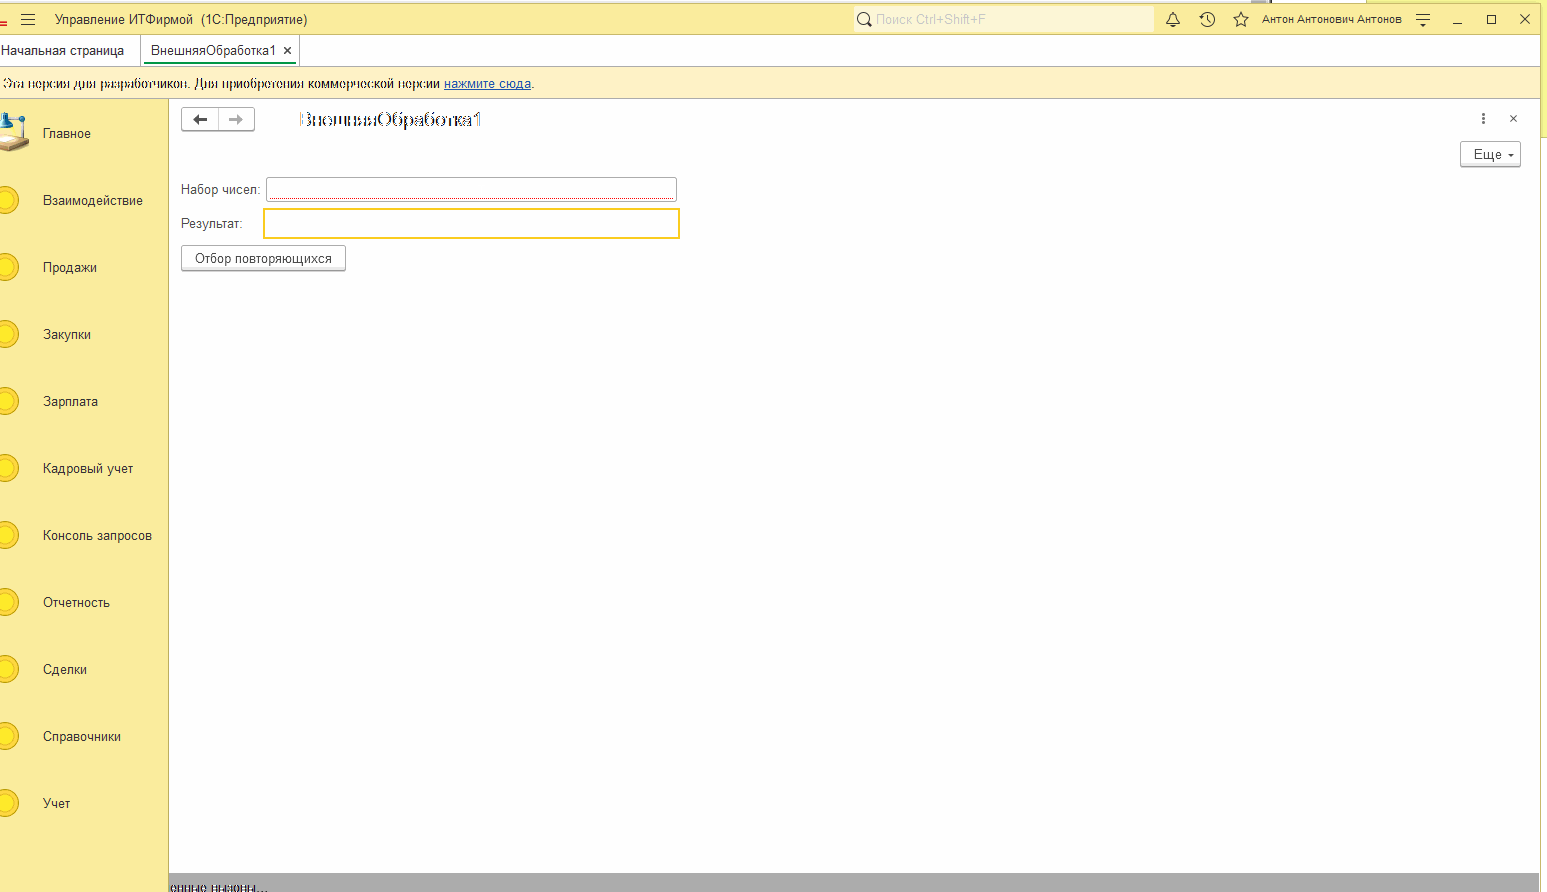 Управление ИТФирмой (1С:Предприятие)
Поиск Ctrl+Shift+F
Антон Антонович Антонов
Начальная страница
ВнешняяОбработка1
Эта версия для разработчиков. Для приобретения коммерческой версии нажмите сюда.
Главное
Взаимодействие
Продажи
Закупки
Зарплата
Кадровый учет
Консоль запросов
Отчетность
Сделки
Справочники
Учет
ВнешняяОбработка1
Еще
Набор чисел:
Результат:
Отбор повторяющихся